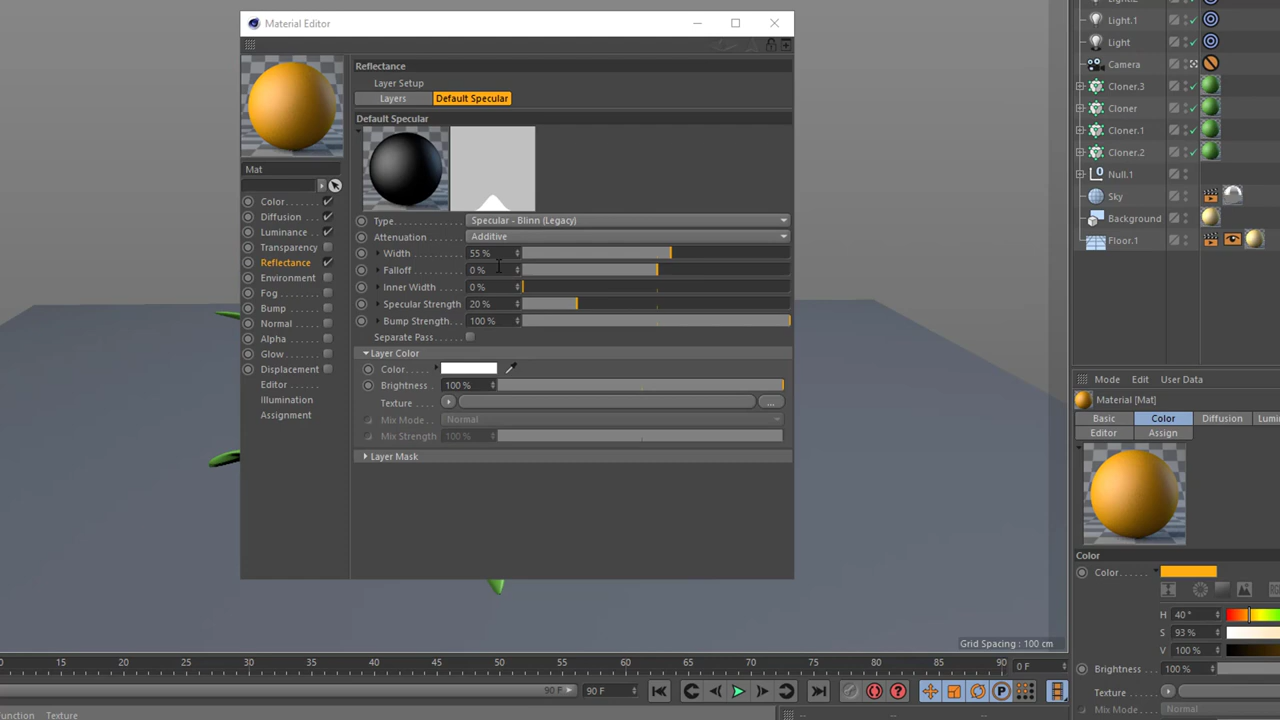 Material Editor
Light.1
Light
Camera
Cloner.3
Cloner
Cloner.1
Cloner.2
Null.1
Sky
Background
Floor.1
Reflectance
Layer Setup
Layers
Default Specular
Default Specular
Mat
Color
Diffusion
Luminance
Transparency
Reflectance
Environment
Fog
Bump
Normal
Alpha
Glow
Displacement
Editor
Illumination
Assignment
Type Specular - Blinn (Legacy)
Attenuation Additive
Width 55 %
Falloff 0 %
Inner Width 0 %
Specular Strength 20 %
Bump Strength 100 %
Separate Pass
Layer Color
Color
Brightness 100 %
Texture ...
Mix Mode Normal
Mix Strength 100 %
Layer Mask
Mode Edit User Data
Material [Mat]
Basic Color Diffusion Lumi
Editor Assign
Color
Color
H 40 °
S 93 %
V 100 %
Brightness 100 %
Texture
Mix Mode Normal
Grid Spacing : 100 cm
15 20 25 30 35 40 45 50 55 60 65 70 75 80 85 90 0 F
90 F 90 F
unction Texture
-- -- --